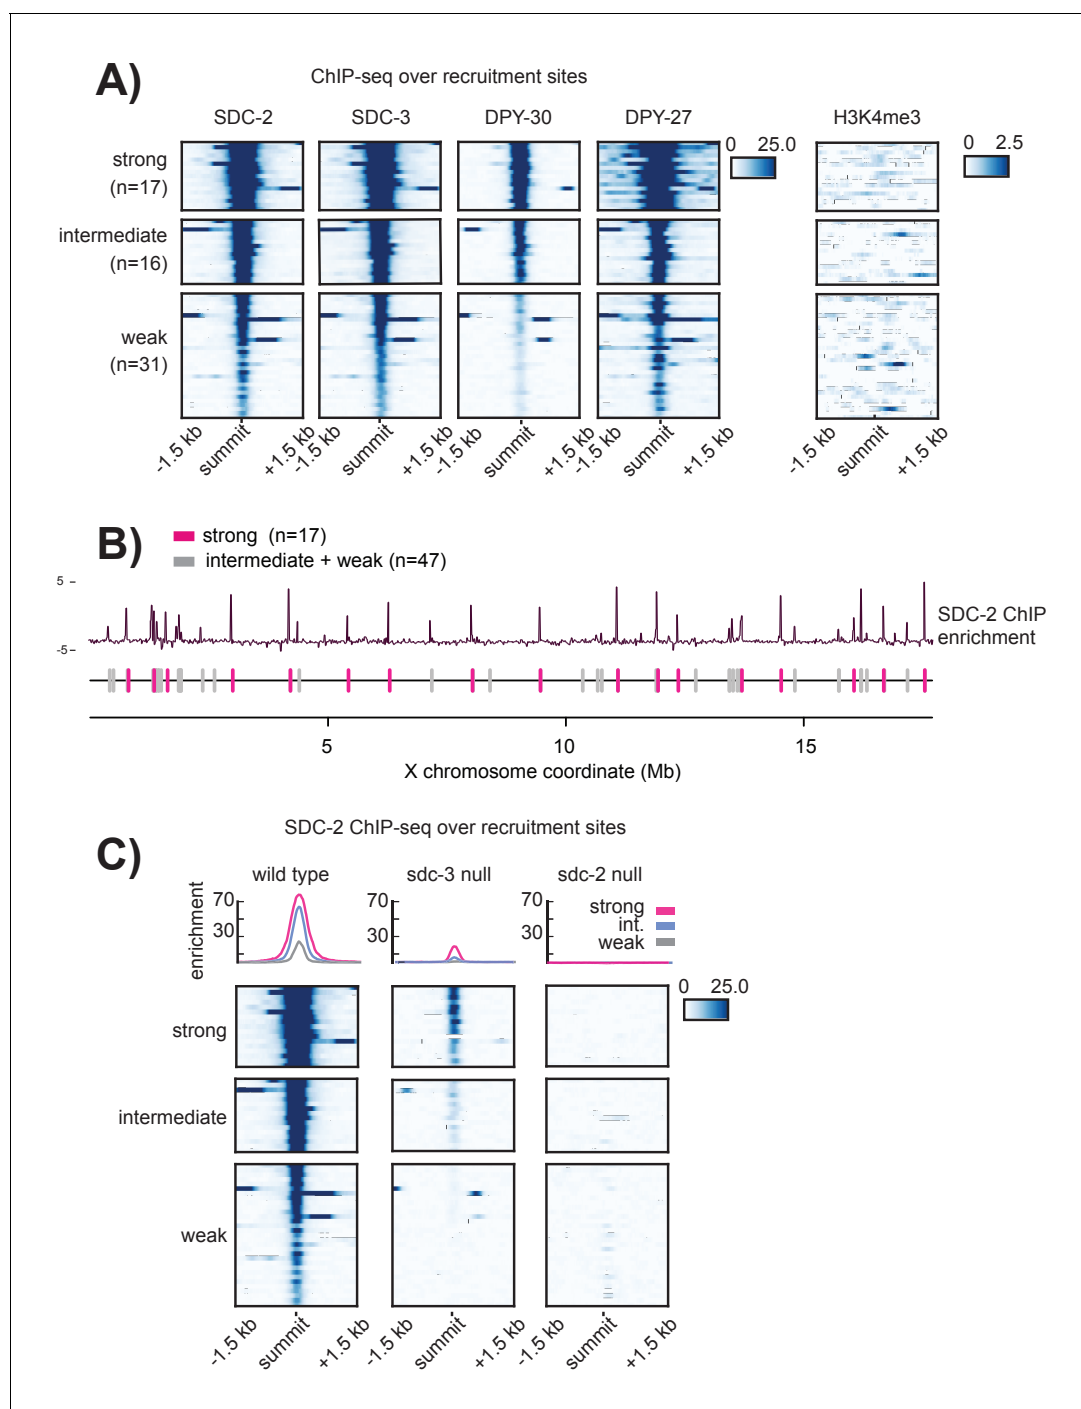 A)
ChIP-seq over recruitment sites
SDC-2 SDC-3 DPY-30 DPY-27 H3K4me3
0 25.0 0 2.5
strong
(n=17)
intermediate
(n=16)
weak
(n=31)
-1.5 kb summit +1.5 kb -1.5 kb summit +1.5 kb -1.5 kb summit +1.5 kb -1.5 kb summit +1.5 kb -1.5 kb summit +1.5 kb
B)
strong (n=17)
intermediate + weak (n=47)
5
-5
SDC-2 ChIP
enrichment
5 10 15
X chromosome coordinate (Mb)
C)
SDC-2 ChIP-seq over recruitment sites
wild type sdc-3 null sdc-2 null
enrichment
70 70 70
30 30 30
strong
int.
weak
0 25.0
strong
intermediate
weak
-1.5 kb summit +1.5 kb -1.5 kb summit +1.5 kb -1.5 kb summit +1.5 kb